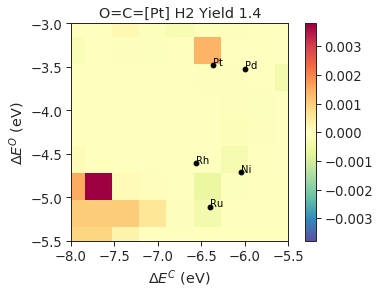 O=C=[Pt] H2 Yield 1.4
−3.0
−3.5
−4.0
−4.5
−5.0
−5.5
ΔE^O (eV)
Pt
Pd
Rh
Ni
Ru
−8.0 −7.5 −7.0 −6.5 −6.0 −5.5
ΔE^C (eV)
0.003
0.002
0.001
0.000
−0.001
−0.002
−0.003